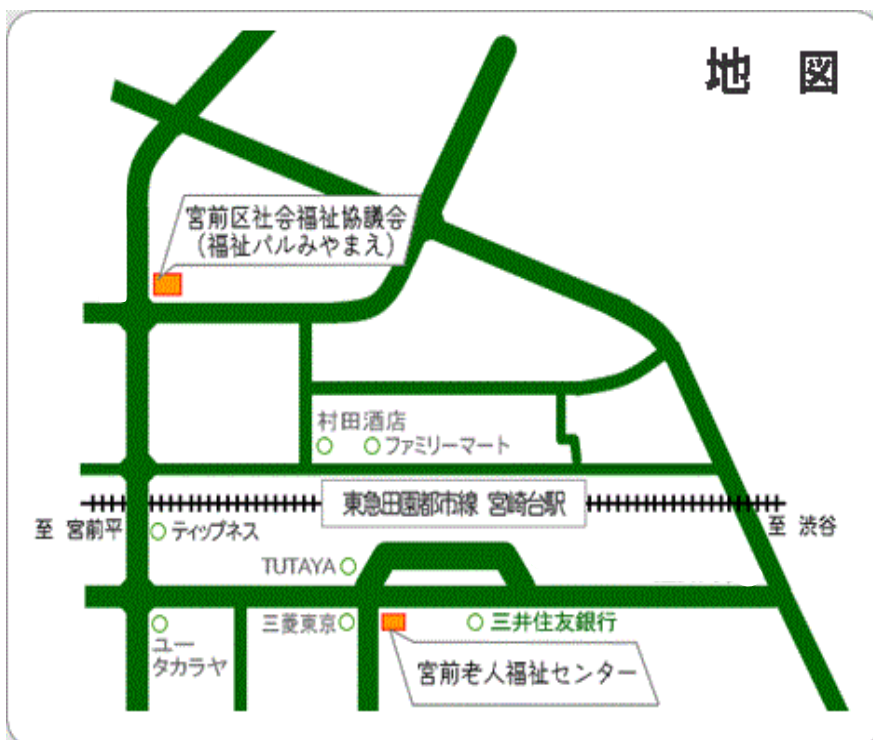 地 図
宮前区社会福祉協議会
（福祉パルみやまえ）
村田酒店
ファミリーマート
東急田園都市線 宮崎台駅
至 宮前平
ティップネス
至 渋谷
TUTAYA
三菱東京
三井住友銀行
ユー
タカラヤ
宮前老人福祉センター